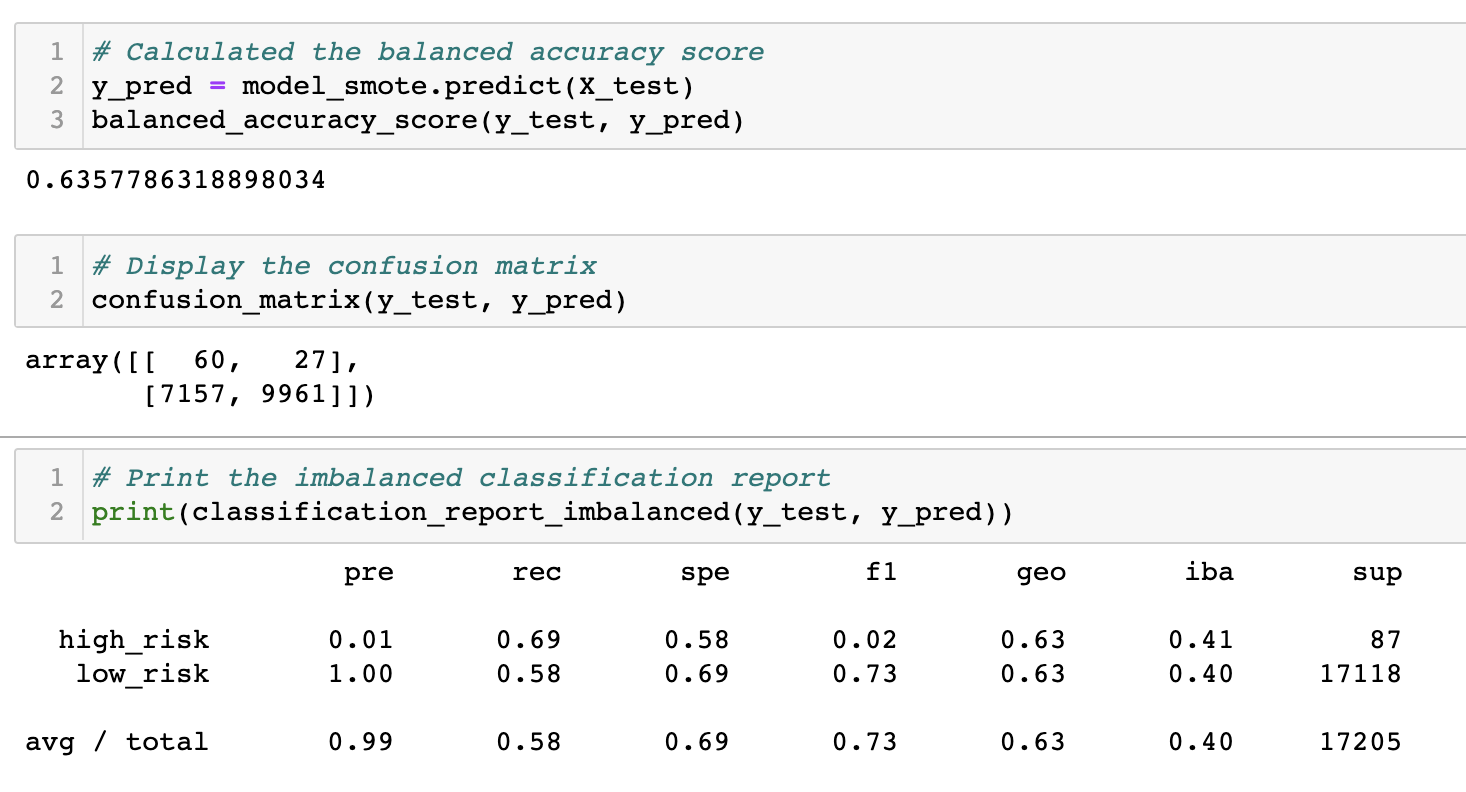 1 # Calculated the balanced accuracy score
2 y_pred = model_smote.predict(X_test)
3 balanced_accuracy_score(y_test, y_pred)
0.6357786318898034
1 # Display the confusion matrix
2 confusion_matrix(y_test, y_pred)
array([[  60,   27],
       [7157, 9961]])
1 # Print the imbalanced classification report
2 print(classification_report_imbalanced(y_test, y_pred))
pre rec spe f1 geo iba sup
high_risk 0.01 0.69 0.58 0.02 0.63 0.41 87
low_risk 1.00 0.58 0.69 0.73 0.63 0.40 17118
avg / total 0.99 0.58 0.69 0.73 0.63 0.40 17205